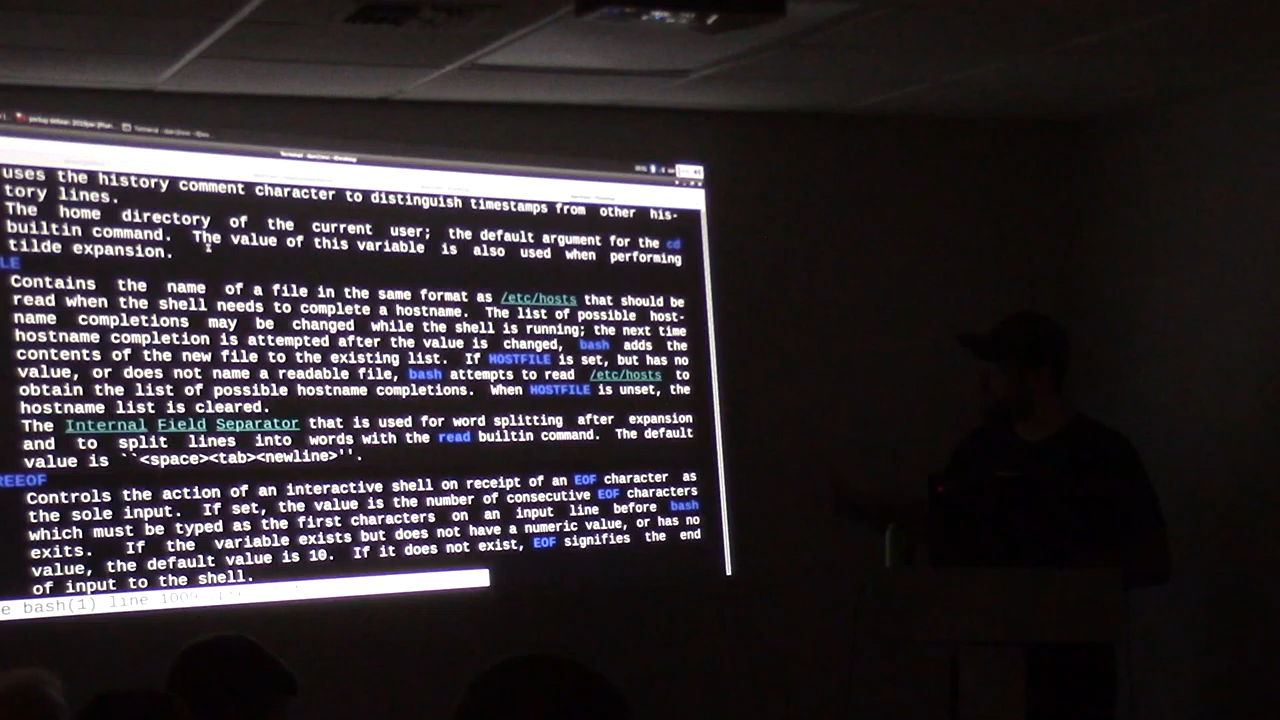 uses the history comment character to distinguish timestamps from other his-
tory lines.
The home directory of the current user; the default argument for the cd
builtin command. The value of this variable is also used when performing
tilde expansion.
LE
Contains the name of a file in the same format as /etc/hosts that should be
read when the shell needs to complete a hostname. The list of possible host-
name completions may be changed while the shell is running; the next time
hostname completion is attempted after the value is changed, bash adds the
contents of the new file to the existing list. If HOSTFILE is set, but has no
value, or does not name a readable file, bash attempts to read /etc/hosts to
obtain the list of possible hostname completions. When HOSTFILE is unset, the
hostname list is cleared.
The Internal Field Separator that is used for word splitting after expansion
and to split lines into words with the read builtin command. The default
value is ``<space><tab><newline>''.
REEOF
Controls the action of an interactive shell on receipt of an EOF character as
the sole input. If set, the value is the number of consecutive EOF characters
which must be typed as the first characters on an input line before bash
exits. If the variable exists but does not have a numeric value, or has no
value, the default value is 10. If it does not exist, EOF signifies the end
of input to the shell.
e bash(1) line